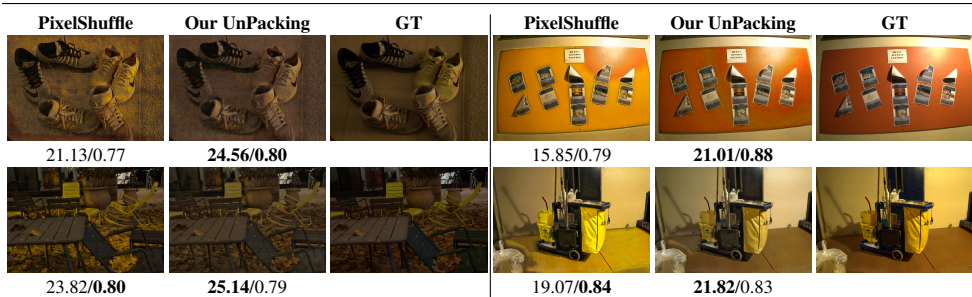 PixelShuffle Our UnPacking GT PixelShuffle Our UnPacking GT
21.13/0.77 24.56/0.80 15.85/0.79 21.01/0.88
23.82/0.80 25.14/0.79 19.07/0.84 21.82/0.83